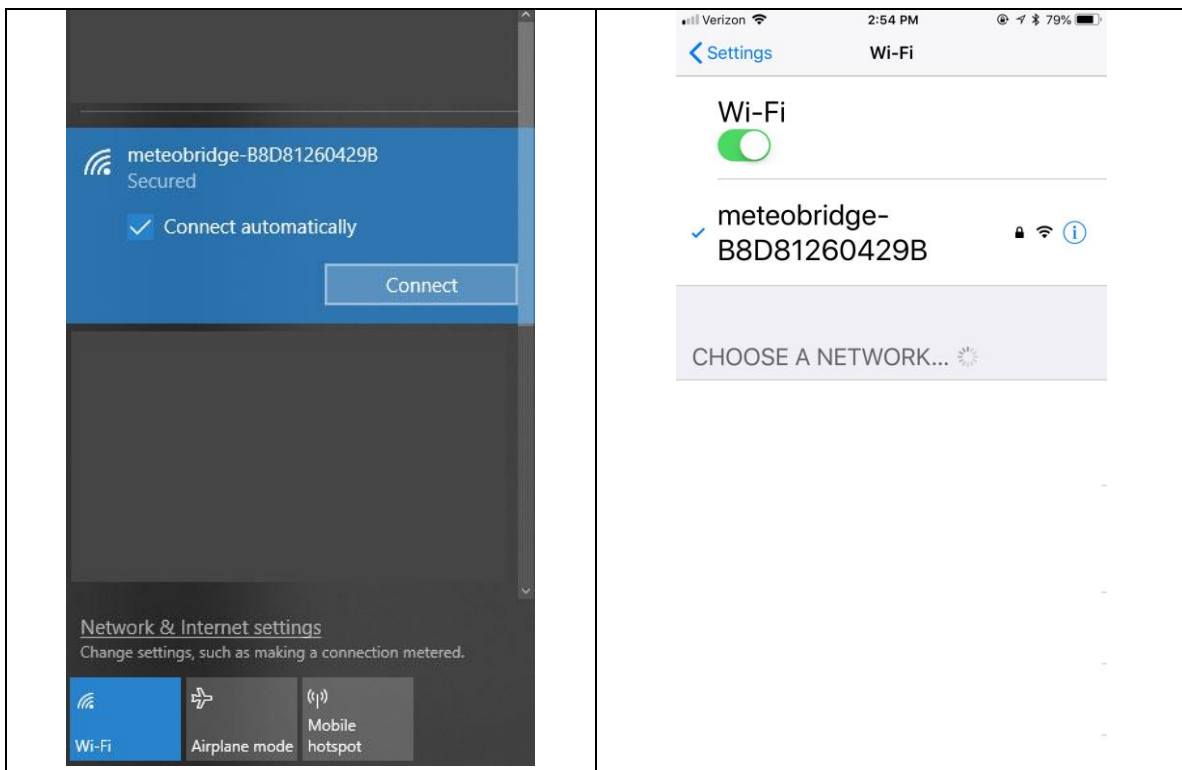 meteobridge-B8D81260429B
Secured
Connect automatically
Connect
Network & Internet settings
Change settings, such as making a connection metered.
Wi-Fi
Airplane mode
Mobile
hotspot
Verizon 2:54 PM 79%
Settings Wi-Fi
Wi-Fi
meteobridge-
B8D81260429B
CHOOSE A NETWORK...